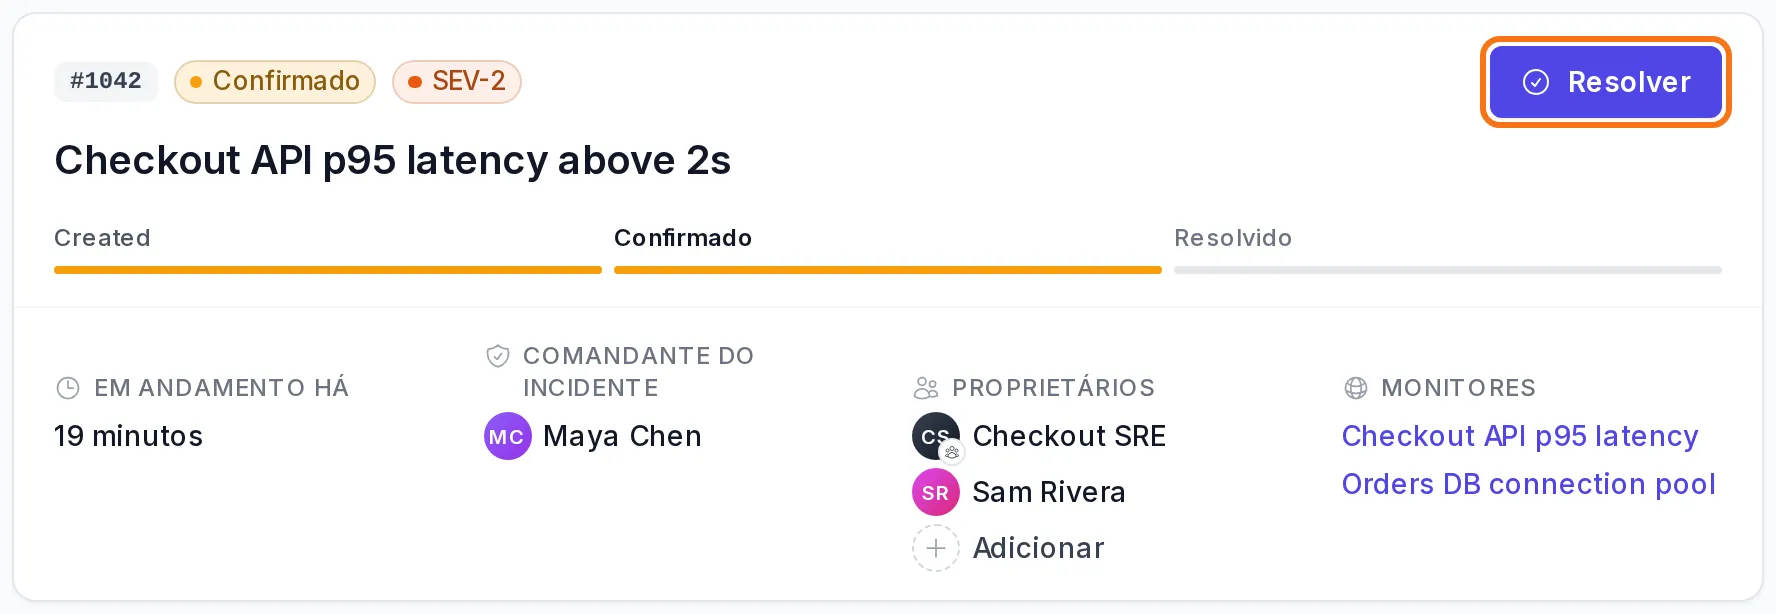 #1042 Confirmado SEV-2
Resolver
Checkout API p95 latency above 2s
Created Confirmado Resolvido
EM ANDAMENTO HÁ
19 minutos
COMANDANTE DO
INCIDENTE
MC Maya Chen
PROPRIETÁRIOS
CS Checkout SRE
SR Sam Rivera
Adicionar
MONITORES
Checkout API p95 latency
Orders DB connection pool